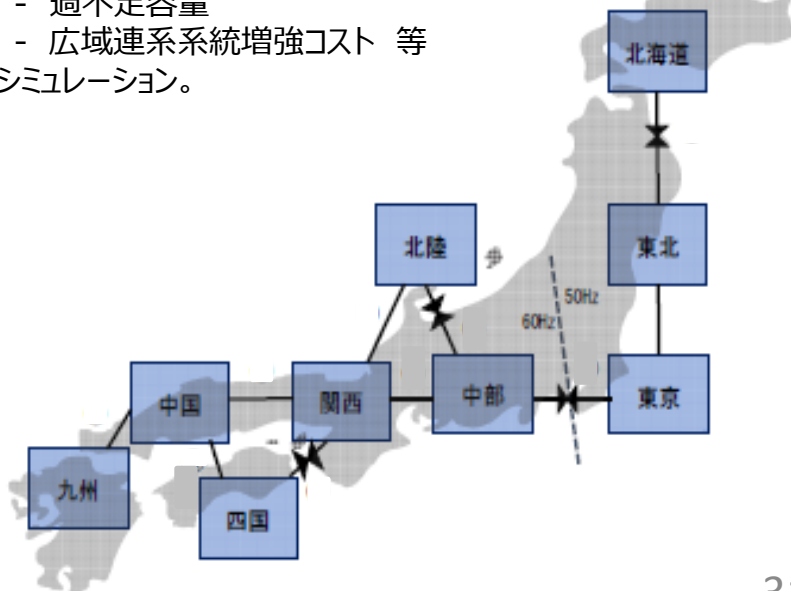 - 過不足容量
- 広域連系系統増強コスト 等
シミュレーション。
北海道
北陸
東北
50Hz
60Hz
中国
関西
中部
東京
九州
四国